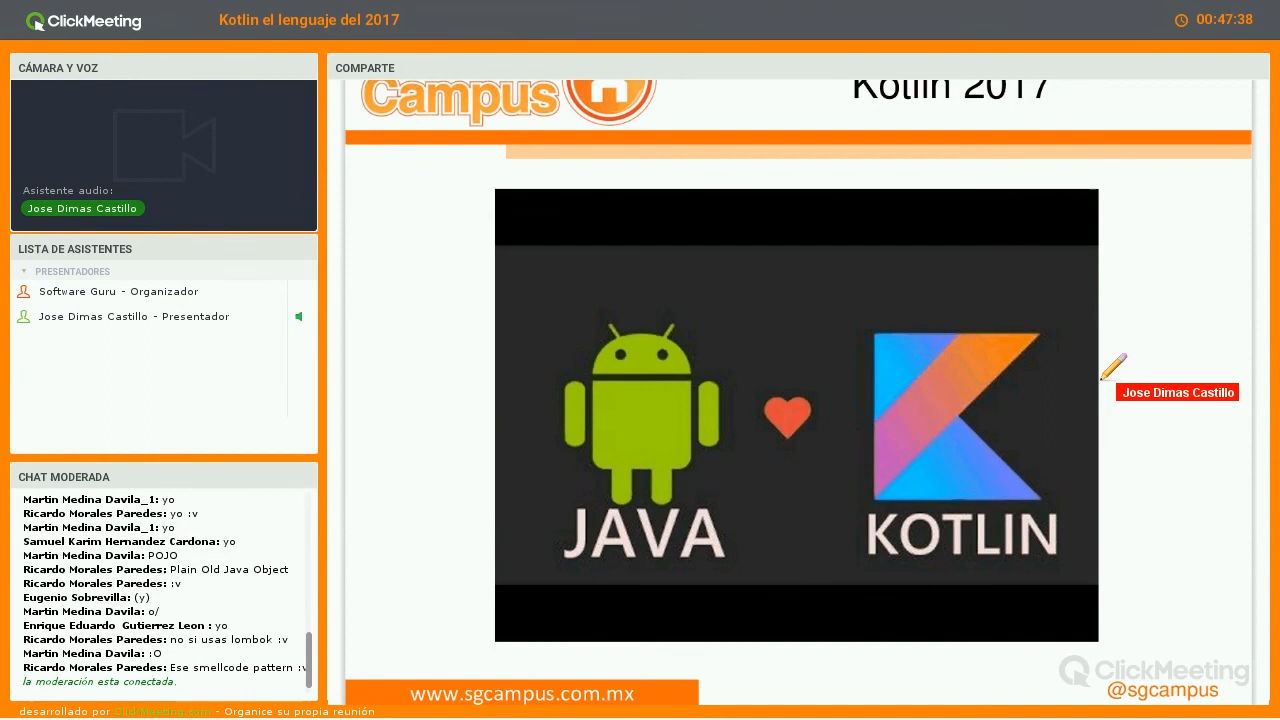 ClickMeeting
Kotlin el lenguaje del 2017
00:47:38
CÁMARA Y VOZ
Asistente audio:
Jose Dimas Castillo
LISTA DE ASISTENTES
PRESENTADORES
Software Guru - Organizador
Jose Dimas Castillo - Presentador
CHAT MODERADA
Martin Medina Davila_1: yo
Ricardo Morales Paredes: yo :v
Martin Medina Davila_1: yo
Samuel Karim Hernandez Cardona: yo
Martin Medina Davila: POJO
Ricardo Morales Paredes: Plain Old Java Object
Ricardo Morales Paredes: :v
Eugenio Sobrevilla: (y)
Martin Medina Davila: o/
Enrique Eduardo Gutierrez Leon : yo
Ricardo Morales Paredes: no si usas lombok :v
Martin Medina Davila: :O
Ricardo Morales Paredes: Ese smellcode pattern :v
la moderación esta conectada.
desarrollado por ClickMeeting.com - Organice su propia reunión
COMPARTE
Campus
Kotlin 2017
JAVA
KOTLIN
Jose Dimas Castillo
www.sgcampus.com.mx
ClickMeeting
@sgcampus